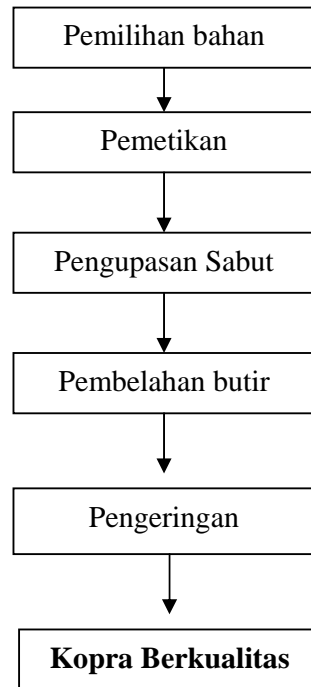 Pemilihan bahan
Pemetikan
Pengupasan Sabut
Pembelahan butir
Pengeringan
Kopra Berkualitas